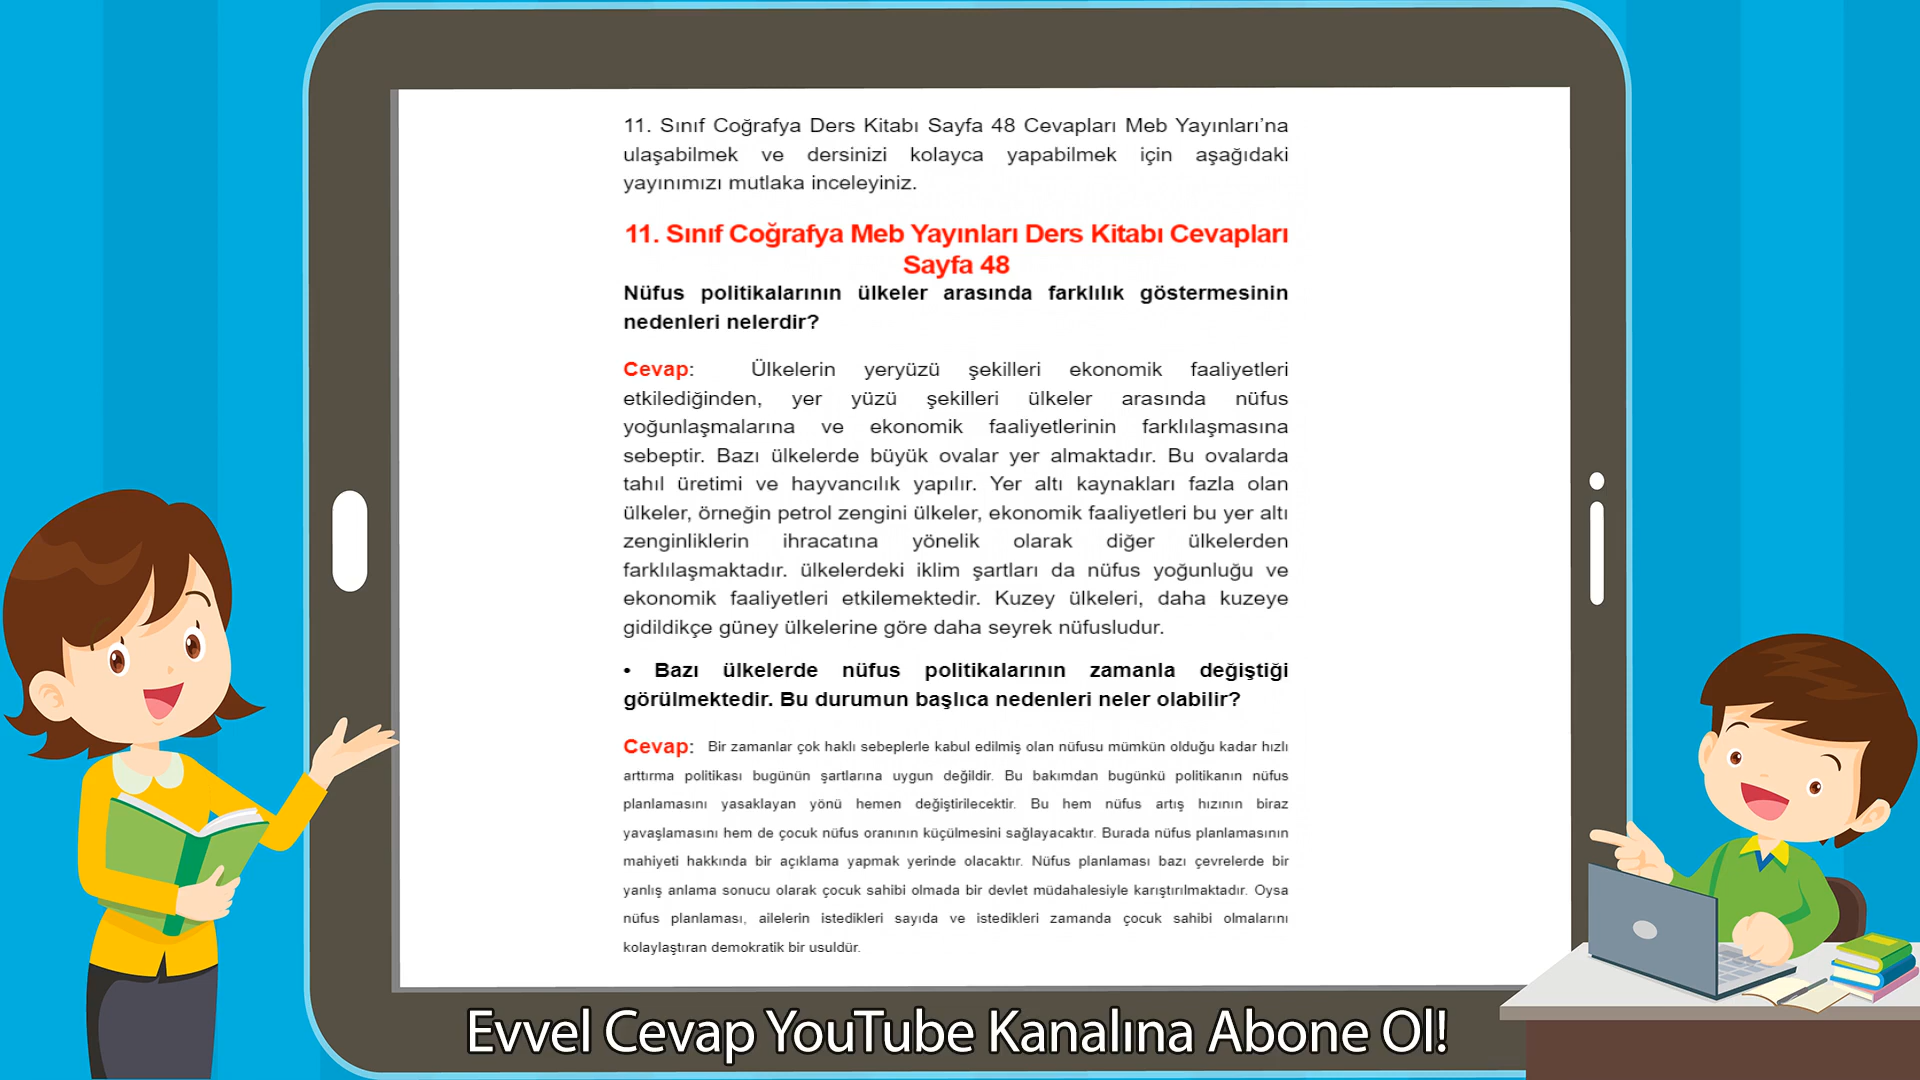 11. Sınıf Coğrafya Ders Kitabı Sayfa 48 Cevapları Meb Yayınları’na
ulaşabilmek ve dersinizi kolayca yapabilmek için aşağıdaki
yayınımızı mutlaka inceleyiniz.
11. Sınıf Coğrafya Meb Yayınları Ders Kitabı Cevapları
Sayfa 48
Nüfus politikalarının ülkeler arasında farklılık göstermesinin
nedenleri nelerdir?
Cevap: Ülkelerin yeryüzü şekilleri ekonomik faaliyetleri
etkilediğinden, yer yüzü şekilleri ülkeler arasında nüfus
yoğunlaşmalarına ve ekonomik faaliyetlerinin farklılaşmasına
sebeptir. Bazı ülkelerde büyük ovalar yer almaktadır. Bu ovalarda
tahıl üretimi ve hayvancılık yapılır. Yer altı kaynakları fazla olan
ülkeler, örneğin petrol zengini ülkeler, ekonomik faaliyetleri bu yer altı
zenginliklerin ihracatına yönelik olarak diğer ülkelerden
farklılaşmaktadır. ülkelerdeki iklim şartları da nüfus yoğunluğu ve
ekonomik faaliyetleri etkilemektedir. Kuzey ülkeleri, daha kuzeye
gidildikçe güney ülkelerine göre daha seyrek nüfusludur.
• Bazı ülkelerde nüfus politikalarının zamanla değiştiği
görülmektedir. Bu durumun başlıca nedenleri neler olabilir?
Cevap: Bir zamanlar çok haklı sebeplerle kabul edilmiş olan nüfusu mümkün olduğu kadar hızlı
arttırma politikası bugünün şartlarına uygun değildir. Bu bakımdan bugünkü politikanın nüfus
planlamasını yasaklayan yönü hemen değiştirilecektir. Bu hem nüfus artış hızının biraz
yavaşlamasını hem de çocuk nüfus oranının küçülmesini sağlayacaktır. Burada nüfus planlamasının
mahiyeti hakkında bir açıklama yapmak yerinde olacaktır. Nüfus planlaması bazı çevrelerde bir
yanlış anlama sonucu olarak çocuk sahibi olmada bir devlet müdahalesiyle karıştırılmaktadır. Oysa
nüfus planlaması, ailelerin istedikleri sayıda ve istedikleri zamanda çocuk sahibi olmalarını
kolaylaştıran demokratik bir usuldür.
Evvel Cevap YouTube Kanalına Abone Ol!